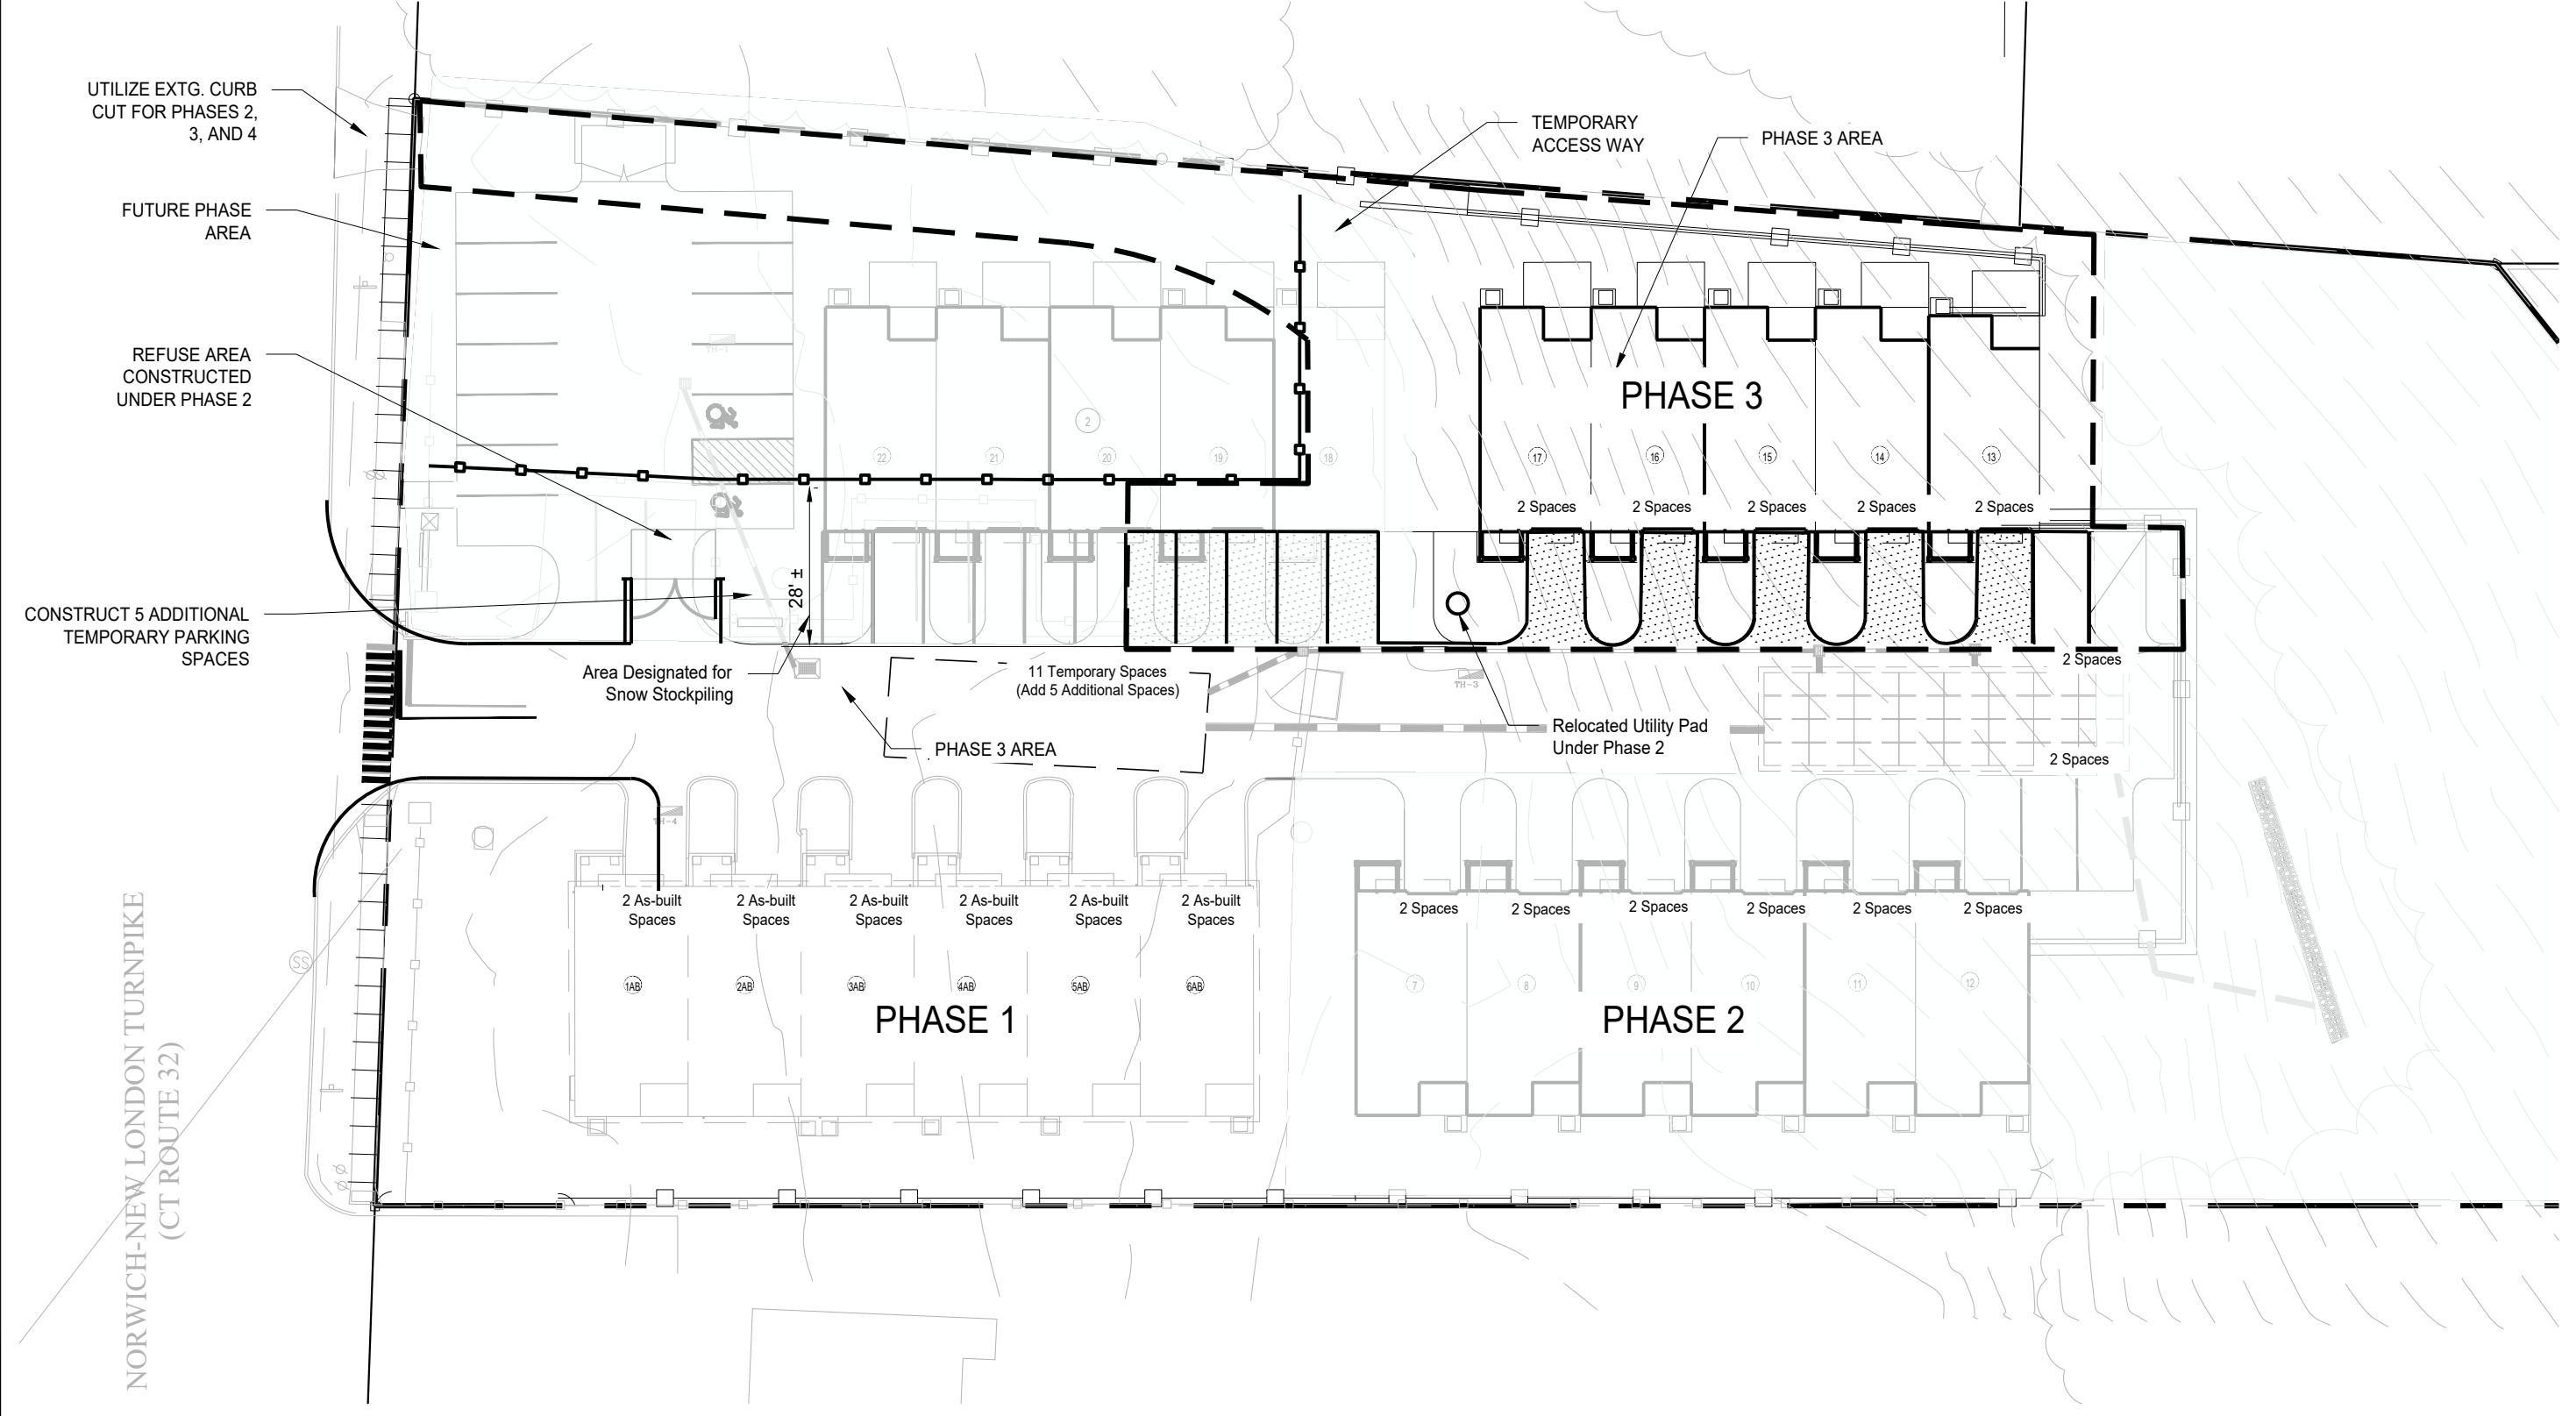 UTILIZE EXTG. CURB
CUT FOR PHASES 2,
3, AND 4
TEMPORARY
ACCESS WAY
PHASE 3 AREA
FUTURE PHASE
AREA
REFUSE AREA
CONSTRUCTED
UNDER PHASE 2
TH-1
PHASE 3
2
22
21
20
19
18
17
16
15
14
13
2 Spaces
2 Spaces
2 Spaces
2 Spaces
2 Spaces
28' ±
CONSTRUCT 5 ADDITIONAL
TEMPORARY PARKING
SPACES
Area Designated for
Snow Stockpiling
11 Temporary Spaces
(Add 5 Additional Spaces)
TH-3
2 Spaces
Relocated Utility Pad
Under Phase 2
PHASE 3 AREA
2 Spaces
TH-4
2 As-built
Spaces
2 As-built
Spaces
2 As-built
Spaces
2 As-built
Spaces
2 As-built
Spaces
2 As-built
Spaces
2 Spaces
2 Spaces
2 Spaces
2 Spaces
2 Spaces
2 Spaces
SS
1AB
2AB
3AB
4AB
5AB
6AB
7
8
9
10
11
12
PHASE 1
PHASE 2
NORWICH-NEW LONDON TURNPIKE
(CT ROUTE 32)